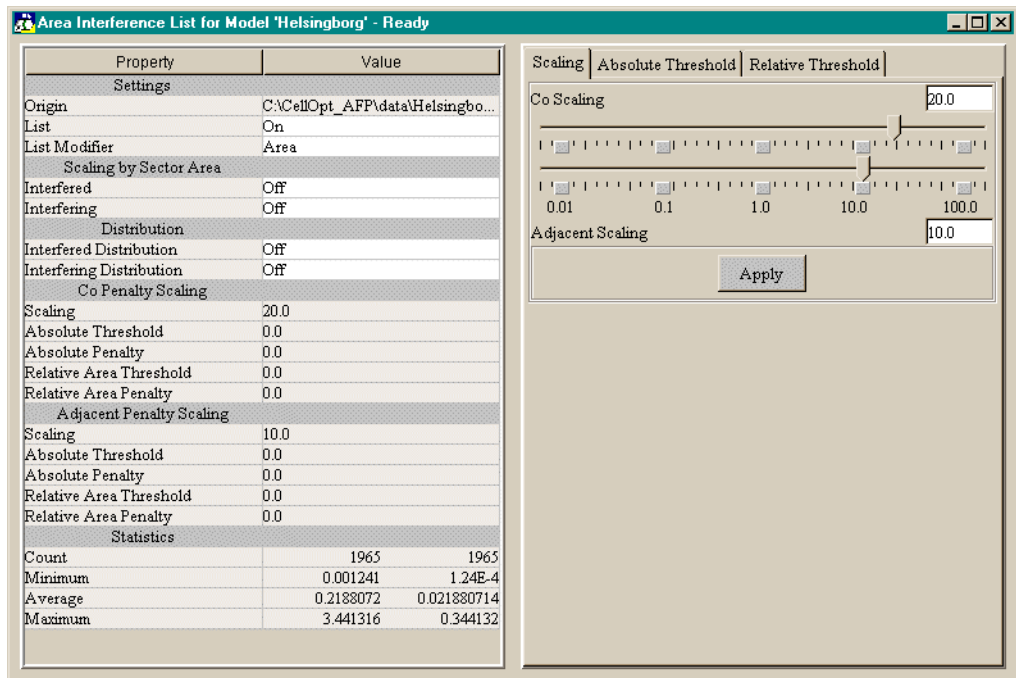 Area Interference List for Model 'Helsingborg' - Ready
Property Value
Settings
Origin C:\CellOpt_AFP\data\Helsingbo...
List On
List Modifier Area
Scaling by Sector Area
Interfered Off
Interfering Off
Distribution
Interfered Distribution Off
Interfering Distribution Off
Co Penalty Scaling
Scaling 20.0
Absolute Threshold 0.0
Absolute Penalty 0.0
Relative Area Threshold 0.0
Relative Area Penalty 0.0
Adjacent Penalty Scaling
Scaling 10.0
Absolute Threshold 0.0
Absolute Penalty 0.0
Relative Area Threshold 0.0
Relative Area Penalty 0.0
Statistics
Count 1965 1965
Minimum 0.001241 1.24E-4
Average 0.2188072 0.021880714
Maximum 3.441316 0.344132
Scaling Absolute Threshold Relative Threshold
Co Scaling 20.0
0.01 0.1 1.0 10.0 100.0
Adjacent Scaling 10.0
Apply